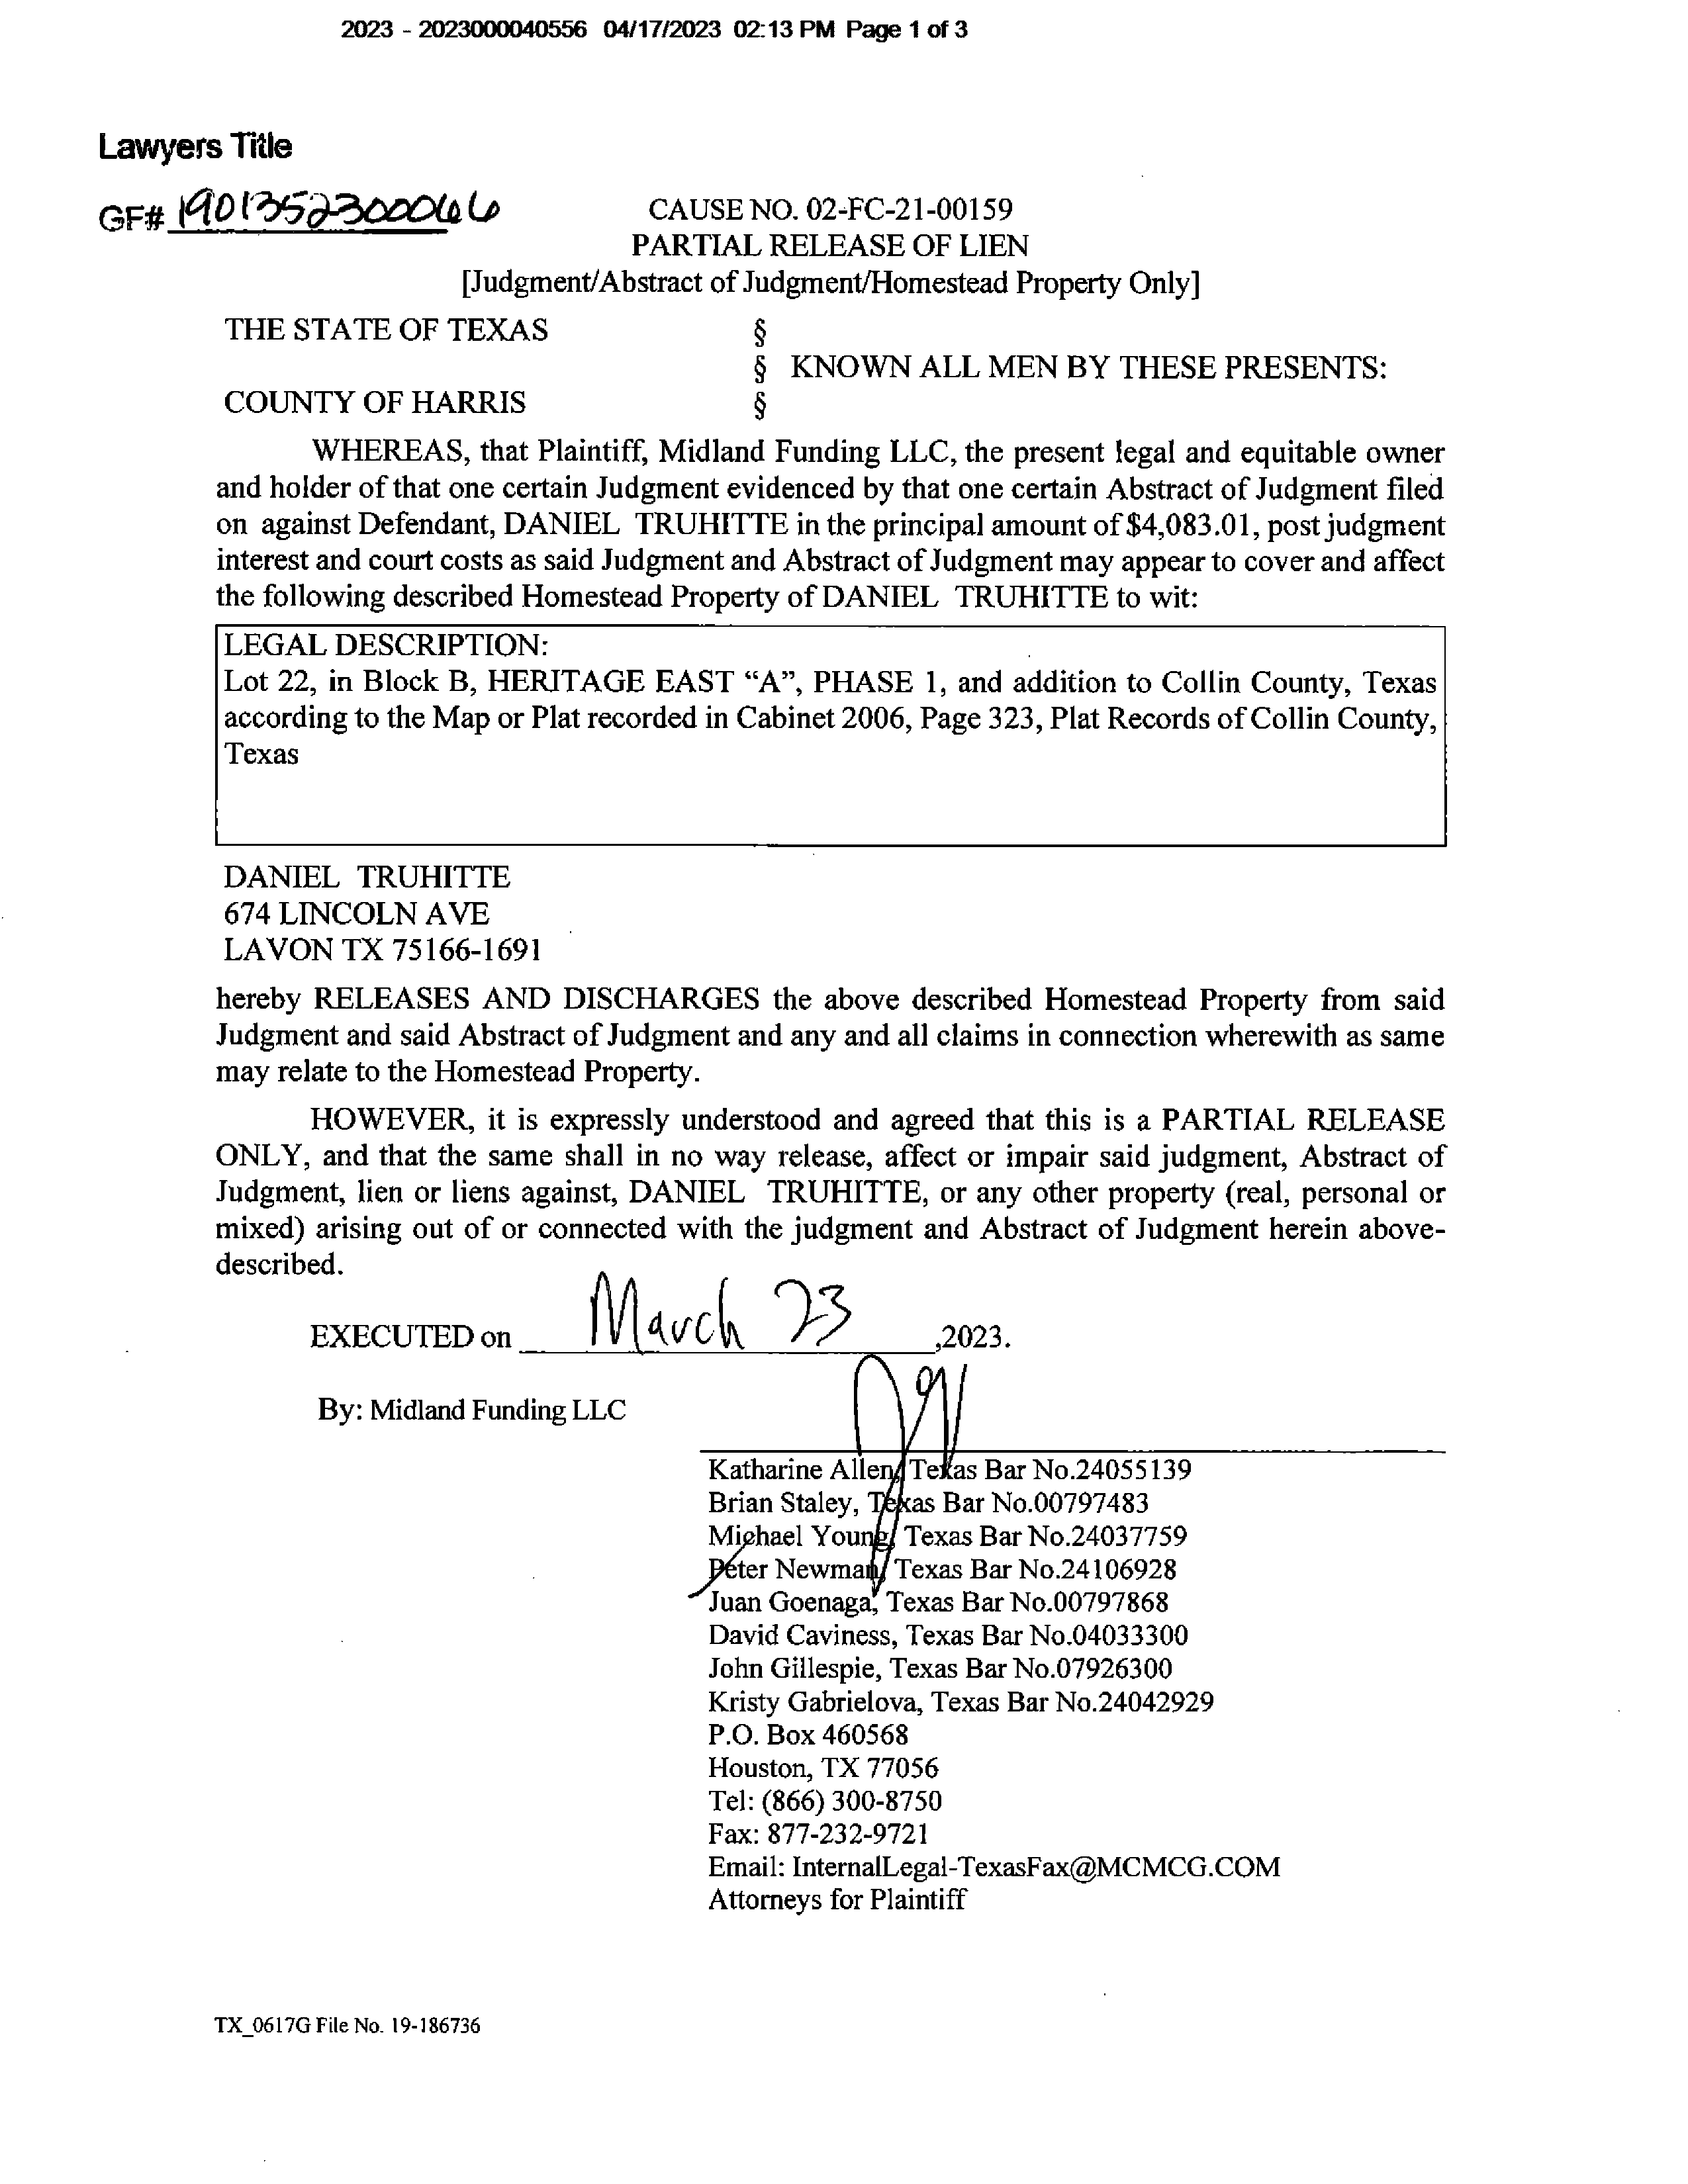 2023 - 2023000040556 04/17/2023 02:13 PM Page 1 of 3
Lawyers Title
GF# 19013523000066
CAUSE NO. 02-FC-21-00159
PARTIAL RELEASE OF LIEN
[Judgment/Abstract of Judgment/Homestead Property Only]
THE STATE OF TEXAS §
§ KNOWN ALL MEN BY THESE PRESENTS:
COUNTY OF HARRIS §
WHEREAS, that Plaintiff, Midland Funding LLC, the present legal and equitable owner
and holder of that one certain Judgment evidenced by that one certain Abstract of Judgment filed
on against Defendant, DANIEL TRUHITTE in the principal amount of $4,083.01, post judgment
interest and court costs as said Judgment and Abstract of Judgment may appear to cover and affect
the following described Homestead Property of DANIEL TRUHITTE to wit:
LEGAL DESCRIPTION:
Lot 22, in Block B, HERITAGE EAST “A”, PHASE 1, and addition to Collin County, Texas
according to the Map or Plat recorded in Cabinet 2006, Page 323, Plat Records of Collin County,
Texas
DANIEL TRUHITTE
674 LINCOLN AVE
LAVON TX 75166-1691
hereby RELEASES AND DISCHARGES the above described Homestead Property from said
Judgment and said Abstract of Judgment and any and all claims in connection wherewith as same
may relate to the Homestead Property.
HOWEVER, it is expressly understood and agreed that this is a PARTIAL RELEASE
ONLY, and that the same shall in no way release, affect or impair said judgment, Abstract of
Judgment, lien or liens against, DANIEL TRUHITTE, or any other property (real, personal or
mixed) arising out of or connected with the judgment and Abstract of Judgment herein above-
described.
EXECUTED on March 23 ,2023.
By: Midland Funding LLC
Katharine Allen, Texas Bar No.24055139
Brian Staley, Texas Bar No.00797483
Michael Young, Texas Bar No.24037759
Peter Newman, Texas Bar No.24106928
Juan Goenaga, Texas Bar No.00797868
David Caviness, Texas Bar No.04033300
John Gillespie, Texas Bar No.07926300
Kristy Gabrielova, Texas Bar No.24042929
P.O. Box 460568
Houston, TX 77056
Tel: (866) 300-8750
Fax: 877-232-9721
Email: InternalLegal-TexasFax@MCMCG.COM
Attorneys for Plaintiff
TX_0617G File No. 19-186736